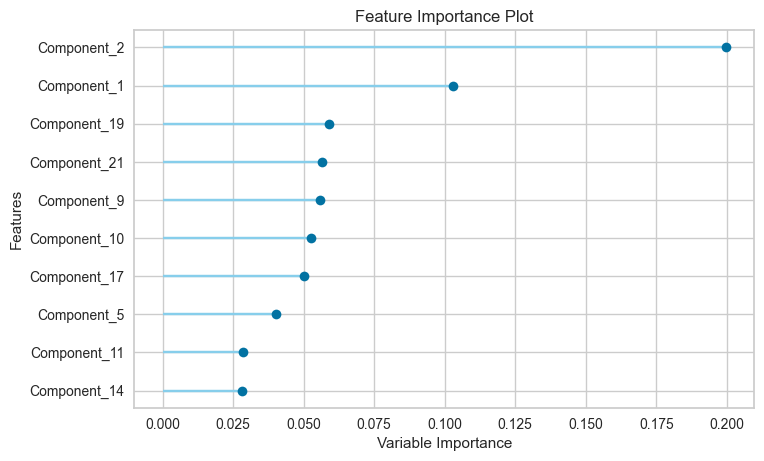 Feature Importance Plot
Features
Component_2
Component_1
Component_19
Component_21
Component_9
Component_10
Component_17
Component_5
Component_11
Component_14
0.000 0.025 0.050 0.075 0.100 0.125 0.150 0.175 0.200
Variable Importance